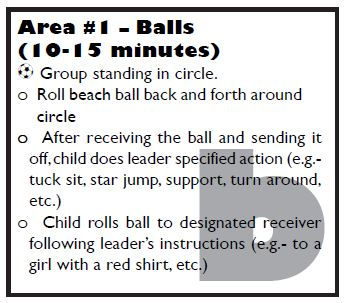 Area #1 – Balls
(10-15 minutes)
Group standing in circle.
o Roll beach ball back and forth around
circle
o After receiving the ball and sending it
off,child does leader specified action (e.g.-
tuck sit, star jump, support, turn around,
etc.)
o Child rolls ball to designated receiver
following leader's instructions (e.g.- to a
girl with a red shirt, etc.)
b